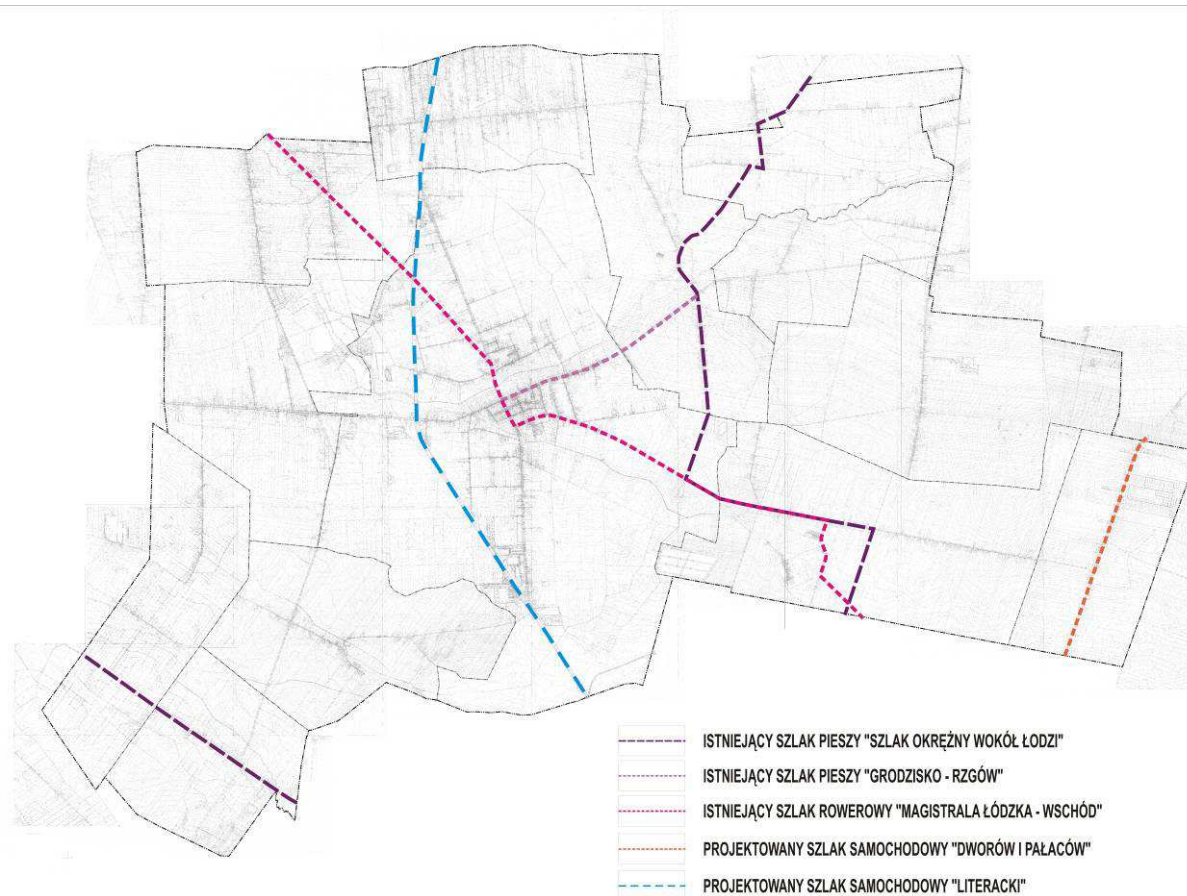 ISTNIEJĄCY SZLAK PIESZY "SZLAK OKRĘŻNY WOKÓŁ ŁODZI"
ISTNIEJĄCY SZLAK PIESZY "GRODZISKO - RZGÓW"
ISTNIEJĄCY SZLAK ROWEROWY "MAGISTRALA ŁÓDZKA - WSCHÓD"
PROJEKTOWANY SZLAK SAMOCHODOWY "DWORÓW I PAŁACÓW"
PROJEKTOWANY SZLAK SAMOCHODOWY "LITERACKI"